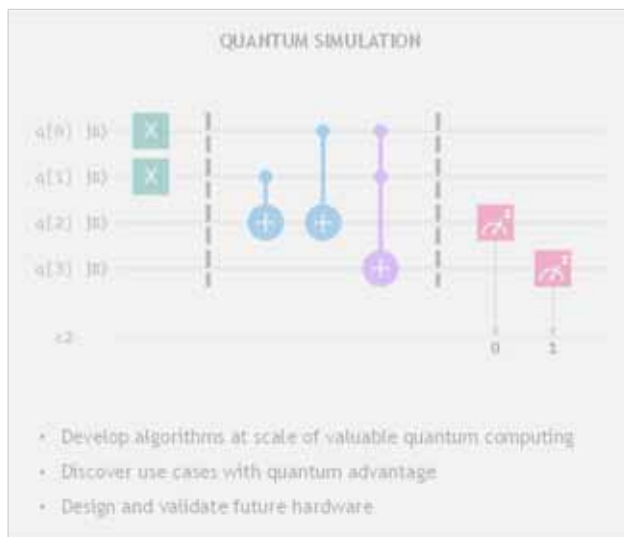 QUANTUM SIMULATION
q[0] |0⟩ X
q[1] |0⟩ X
q[2] |0⟩ z
q[3] |0⟩ z
c2
0 1
• Develop algorithms at scale of valuable quantum computing
• Discover use cases with quantum advantage
• Design and validate future hardware